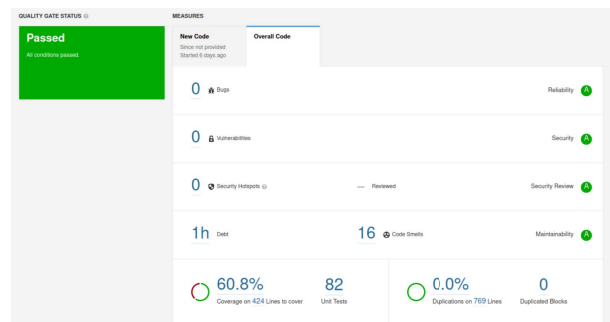 QUALITY GATE STATUS
MEASURES
Passed
All conditions passed.
New Code
Since not provided
Started 6 days ago
Overall Code
0 Bugs
Reliability A
0 Vulnerabilities
Security A
0 Security Hotspots
— Reviewed
Security Review A
1h Debt
16 Code Smells
Maintainability A
60.8%
Coverage on 424 Lines to cover
82
Unit Tests
0.0%
Duplications on 769 Lines
0
Duplicated Blocks